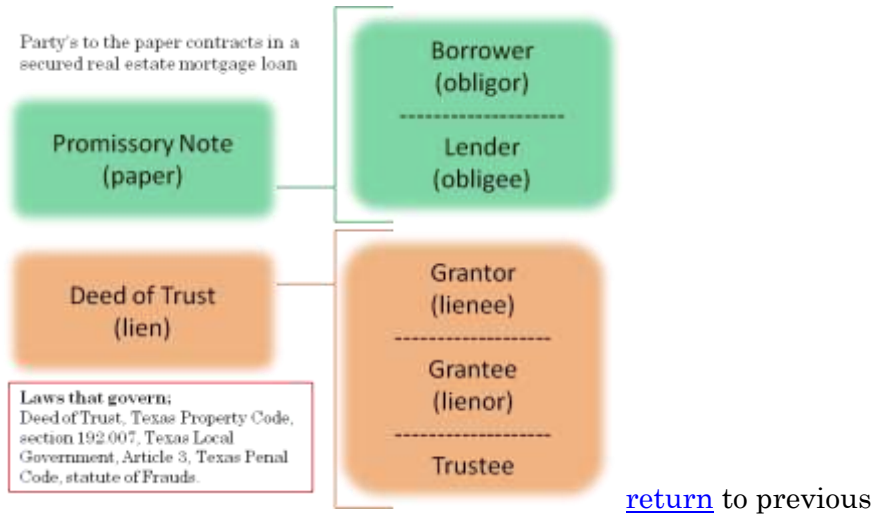 Party's to the paper contracts in a
secured real estate mortgage loan
Promissory Note
(paper)
Borrower
(obligor)
---------------------
Lender
(obligee)
Deed of Trust
(lien)
Grantor
(lienee)
--------------------
Grantee
(lienor)
--------------------
Trustee
Laws that govern;
Deed of Trust, Texas Property Code,
section 192.007, Texas Local
Government, Article 3, Texas Penal
Code, statute of Frauds.
return to previous